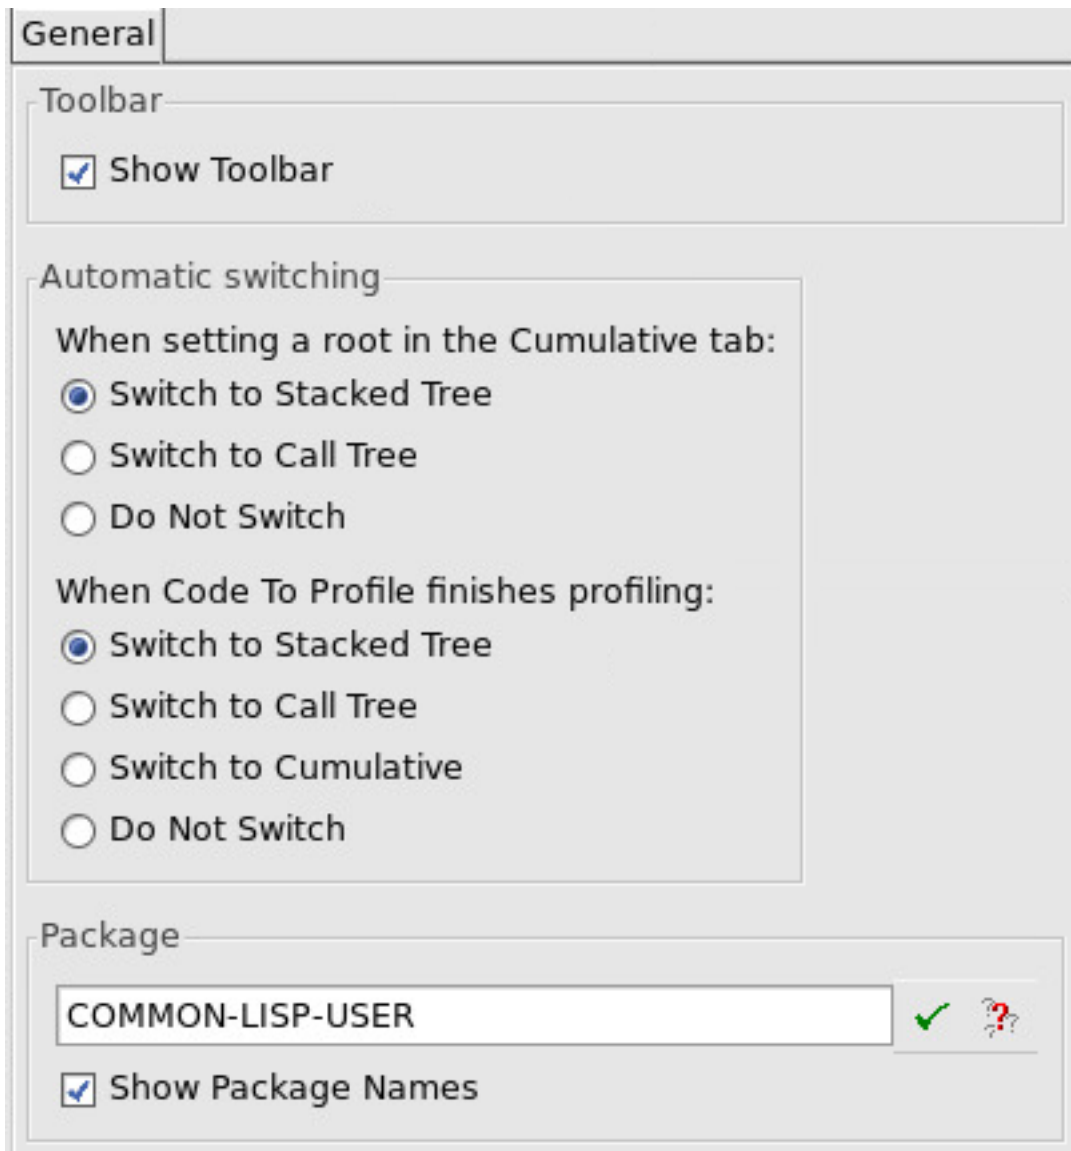 General
Toolbar
Show Toolbar
Automatic switching
When setting a root in the Cumulative tab:
Switch to Stacked Tree
Switch to Call Tree
Do Not Switch
When Code To Profile finishes profiling:
Switch to Stacked Tree
Switch to Call Tree
Switch to Cumulative
Do Not Switch
Package
COMMON-LISP-USER
Show Package Names